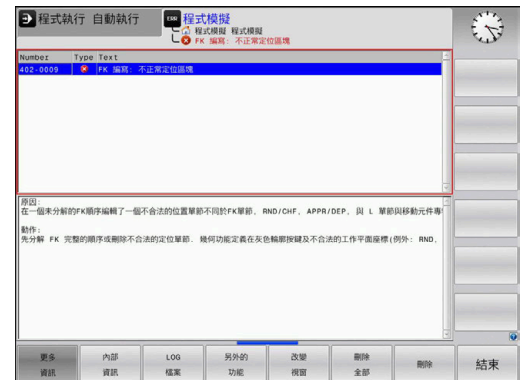 程式執行 自動執行
ERR 程式模擬
程式模擬 程式模擬
FK 編寫: 不正常定位區塊
Number Type Text
402-0009 FK 編寫: 不正常定位區塊
原因:
在一個未分解的FK順序編輯了一個不合法的位置單節不同於FK單節, RND/CHF, APPR/DEP, 與 L 單節與移動元件專
動作:
先分解 FK 完整的順序或刪除不合法的定位單節. 幾何功能定義在灰色輪廓按鍵及不合法的工作平面座標(例外: RND,
更多 資訊
內部 資訊
LOG 檔案
另外的 功能
改變 視窗
刪除 全部
刪除
結束